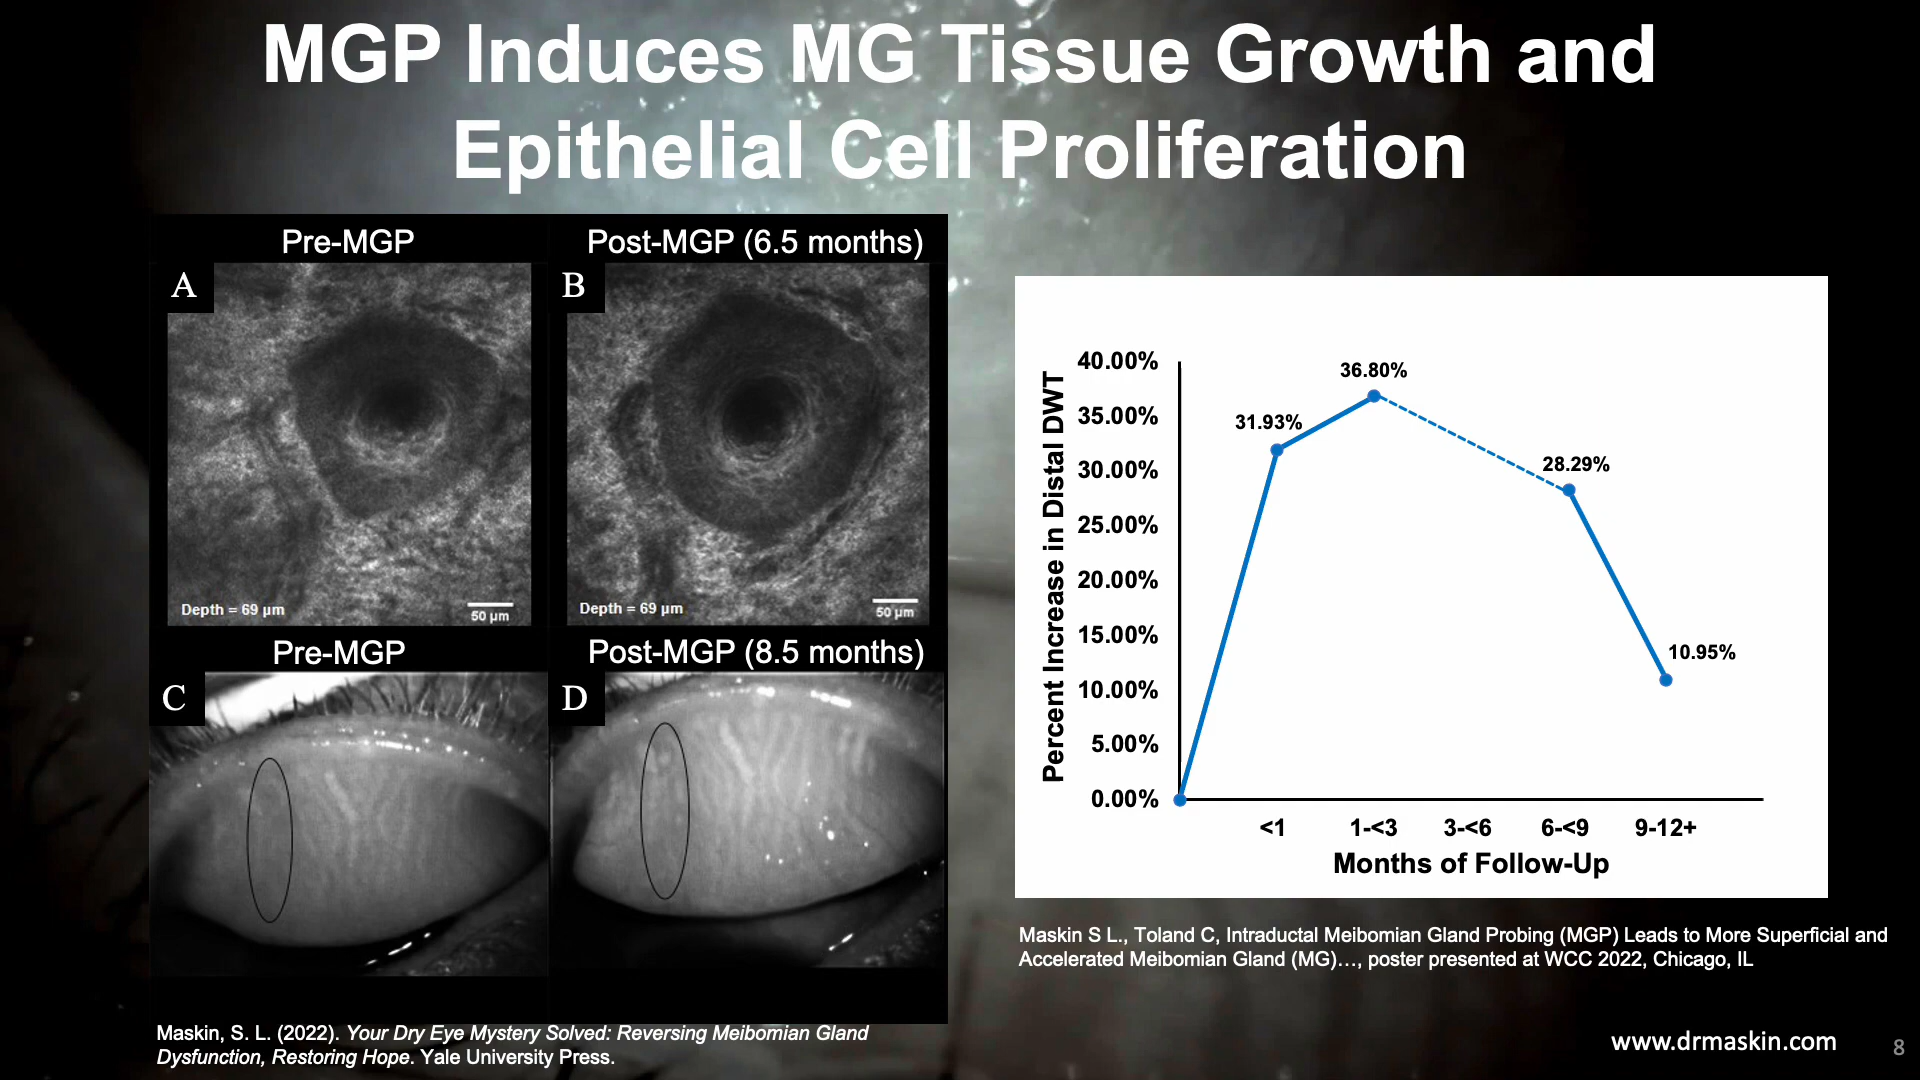 MGP Induces MG Tissue Growth and
Epithelial Cell Proliferation
Pre-MGP
Post-MGP (6.5 months)
A
B
Depth = 69 µm
50 µm
Depth = 69 µm
50 µm
Pre-MGP
Post-MGP (8.5 months)
C
D
Maskin, S. L. (2022). Your Dry Eye Mystery Solved: Reversing Meibomian Gland
Dysfunction, Restoring Hope. Yale University Press.
Percent Increase in Distal DWT
40.00%
35.00%
30.00%
25.00%
20.00%
15.00%
10.00%
5.00%
0.00%
31.93%
36.80%
28.29%
10.95%
<1
1-<3
3-<6
6-<9
9-12+
Months of Follow-Up
Maskin S L., Toland C, Intraductal Meibomian Gland Probing (MGP) Leads to More Superficial and
Accelerated Meibomian Gland (MG)…, poster presented at WCC 2022, Chicago, IL
www.drmaskin.com
8